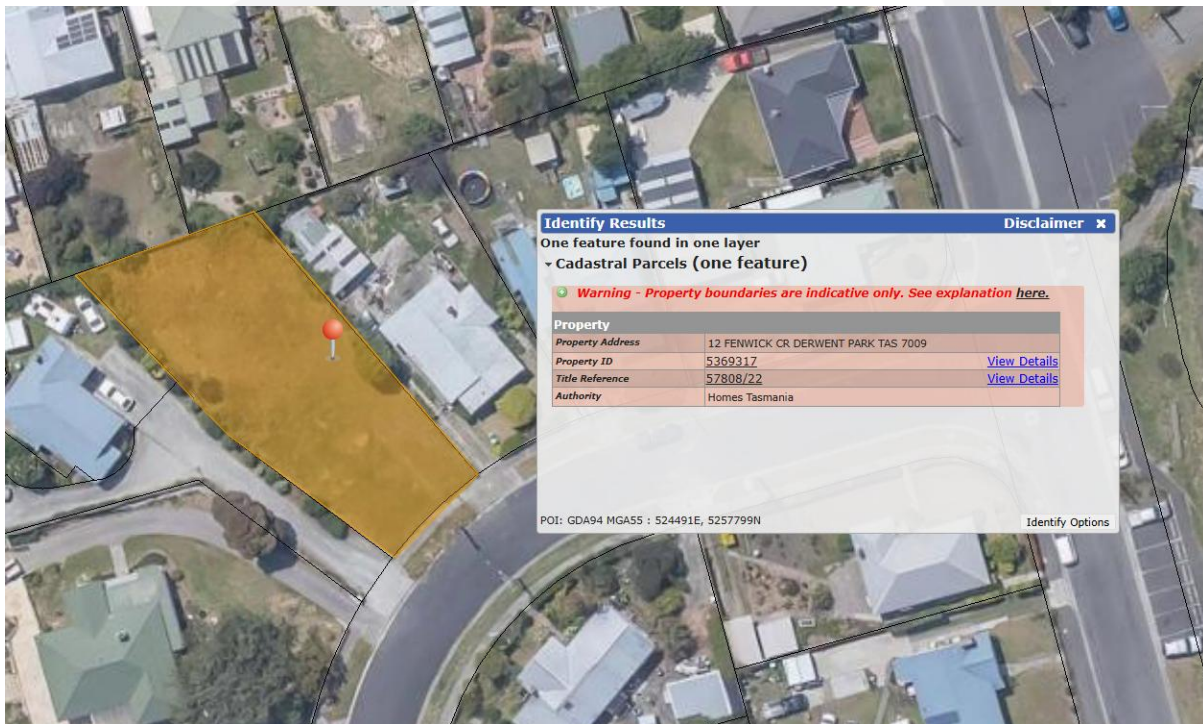 Identify Results Disclaimer ×
One feature found in one layer
Cadastral Parcels (one feature)
Warning - Property boundaries are indicative only. See explanation here.
Property
Property Address 12 FENWICK CR DERWENT PARK TAS 7009
Property ID 5369317 View Details
Title Reference 57808/22 View Details
Authority Homes Tasmania
POI: GDA94 MGA55 : 524491E, 5257799N Identify Options